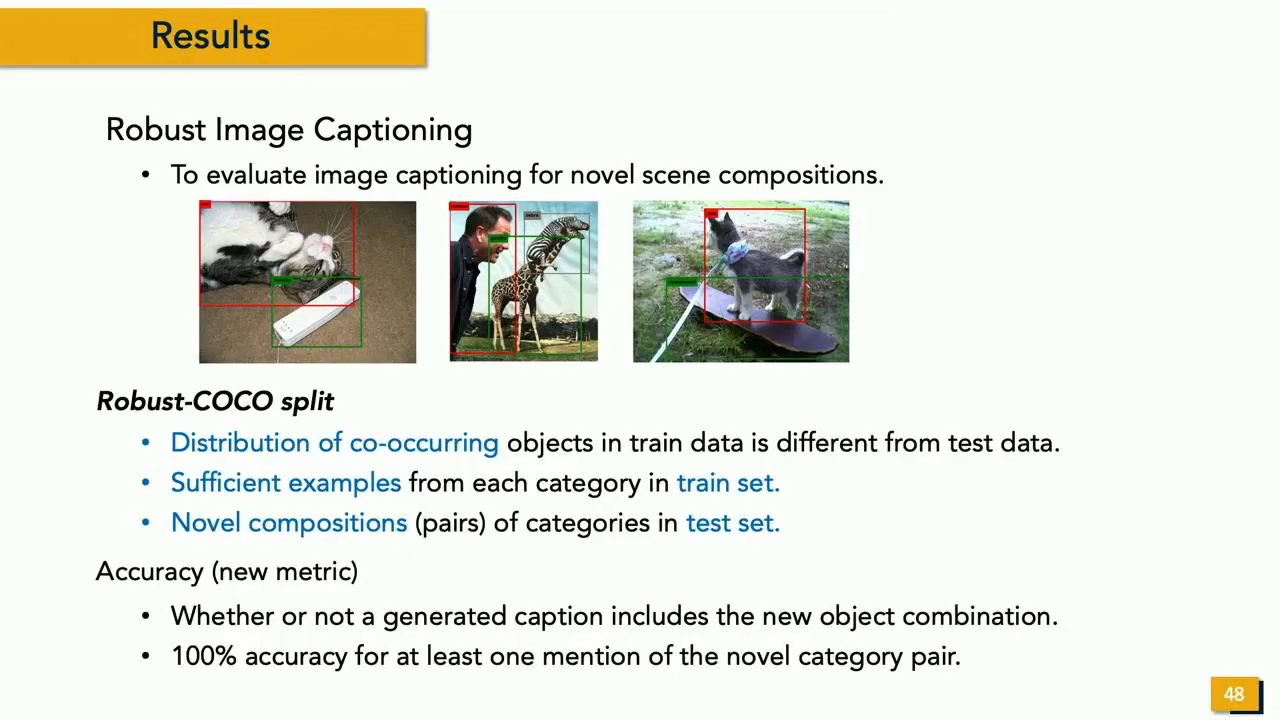 Results
Robust Image Captioning
• To evaluate image captioning for novel scene compositions.
Robust-COCO split
• Distribution of co-occurring objects in train data is different from test data.
• Sufficient examples from each category in train set.
• Novel compositions (pairs) of categories in test set.
Accuracy (new metric)
• Whether or not a generated caption includes the new object combination.
• 100% accuracy for at least one mention of the novel category pair.
48